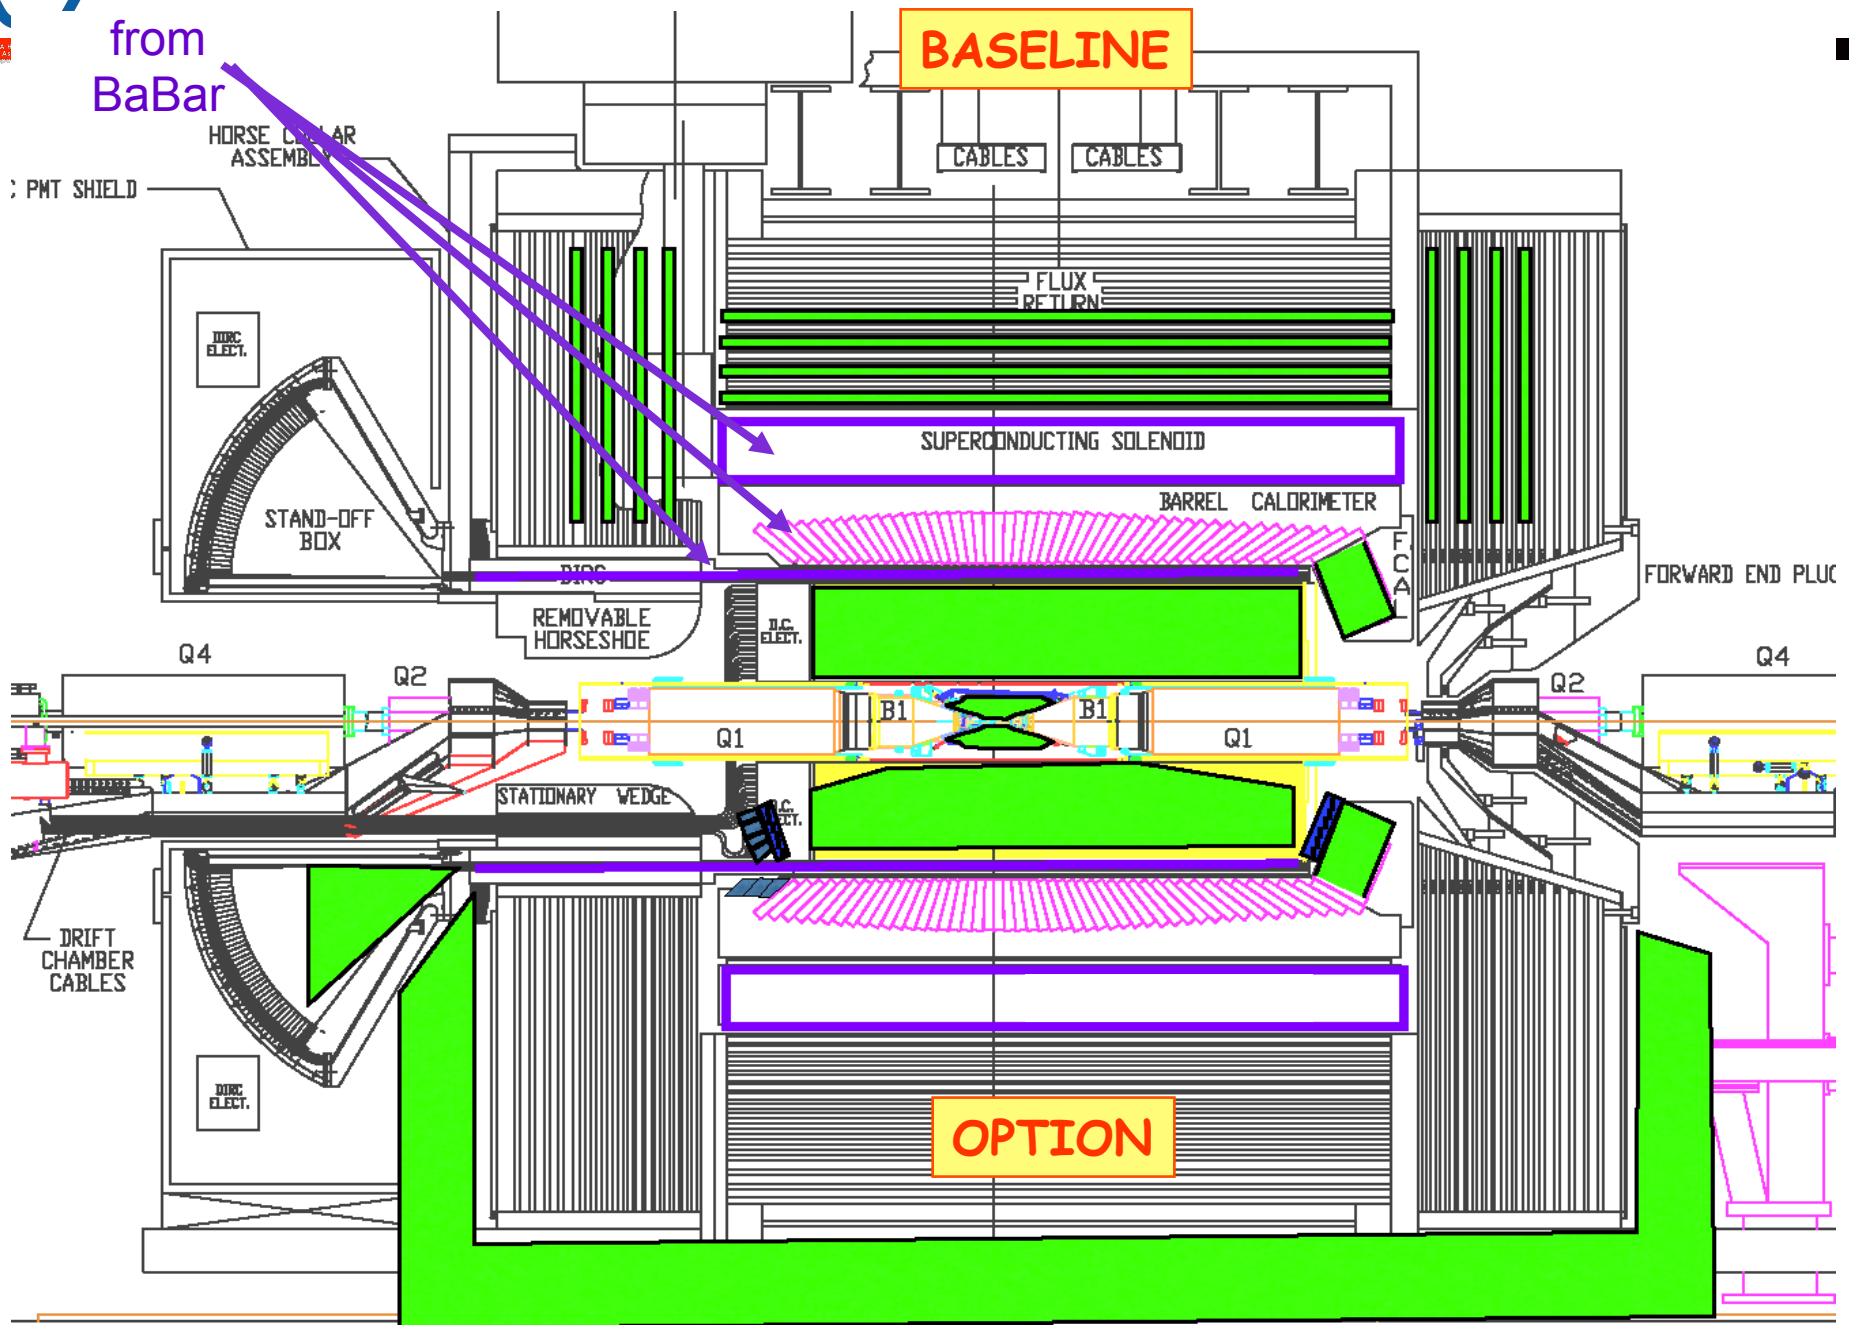 from
BaBar
BASELINE
HORSE COLLAR
ASSEMBLY
CABLES
CABLES
C PMT SHIELD
FLUX
RETURN
DIRC
ELECT.
SUPERCONDUCTING SOLENOID
BARREL CALORIMETER
STAND-OFF
BOX
F
C
A
L
DIRC
FORWARD END PLUG
REMOVABLE
HORSESHOE
D.C.
ELECT.
Q4
Q2
Q4
Q2
B1
B1
Q1
Q1
STATIONARY WEDGE
D.C.
ELECT.
DRIFT
CHAMBER
CABLES
DIRC
ELECT.
OPTION